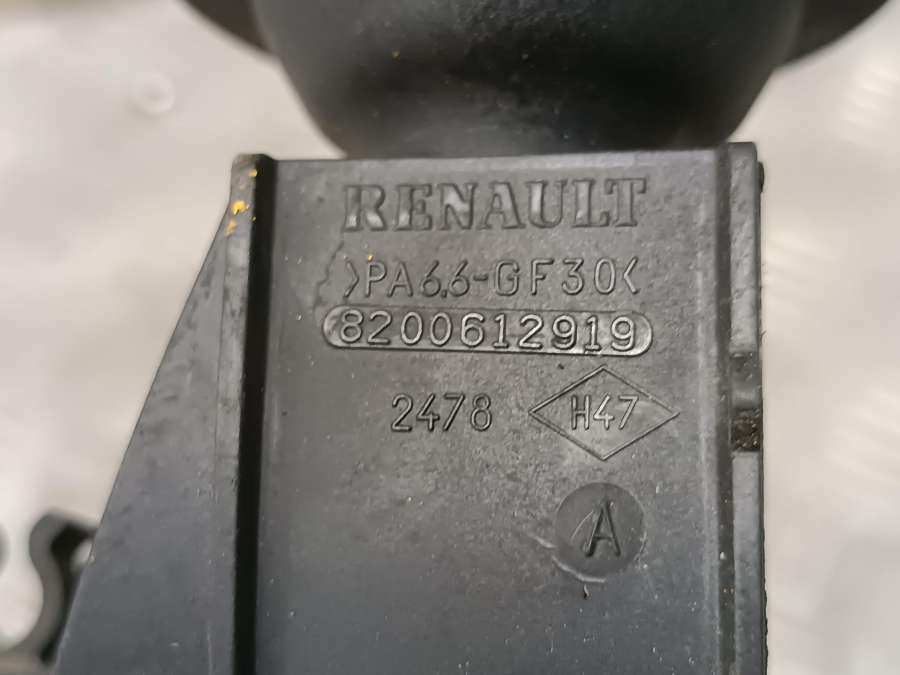 RENAULT
>PA6.6-GF30<
8200612919
2478 H47
A